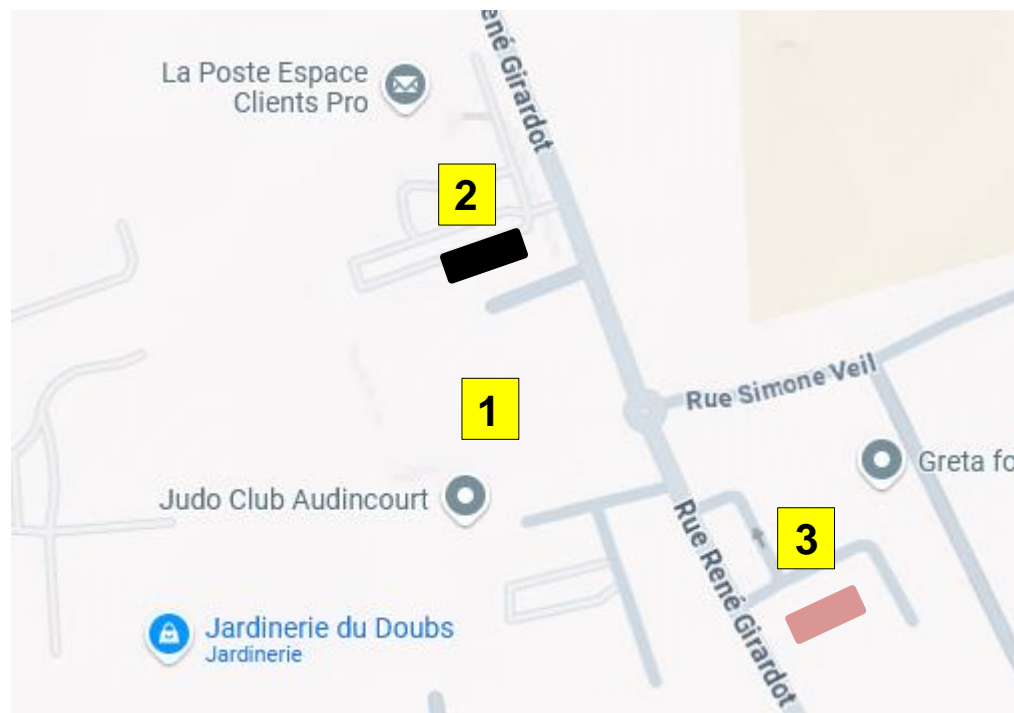 ené Girardot
La Poste Espace
Clients Pro
2
Rue Simone Veil
1
Greta fo
Judo Club Audincourt
3
Rue René Girardot
Jardinerie du Doubs
Jardinerie